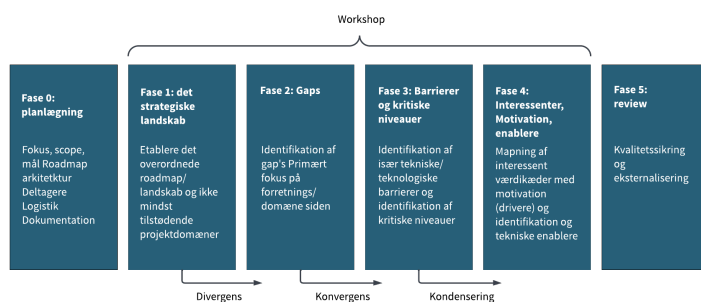 Workshop
Fase 0:
planlægning
Fokus, scope,
mål Roadmap
arkitetktur
Deltagere
Logistik
Dokumentation
Fase 1: det
strategiske
landskab
Etablere det
overordnede
roadmap/
landskab og ikke
mindst
tilstødende
projektdomæner
Fase 2: Gaps
Identifikation af
gap's Primært
fokus på
forretnings/
domæne siden
Fase 3: Barrierer
og kritiske
niveauer
Identifikation af
især tekniske/
teknologiske
barrierer og
identifikation af
kritiske niveauer
Fase 4:
Interessenter,
Motivation,
enablere
Mapning af
interessent
værdikæder med
motivation
(drivere) og
identifikation og
tekniske enablere
Fase 5:
review
Kvalitetssikring
og
eksternalisering
Divergens
Konvergens
Kondensering